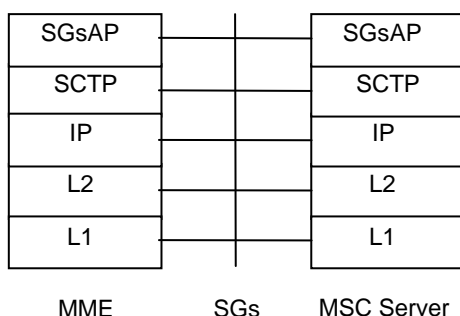 SGsAP SGsAP
SCTP SCTP
IP IP
L2 L2
L1 L1
MME SGs MSC Server